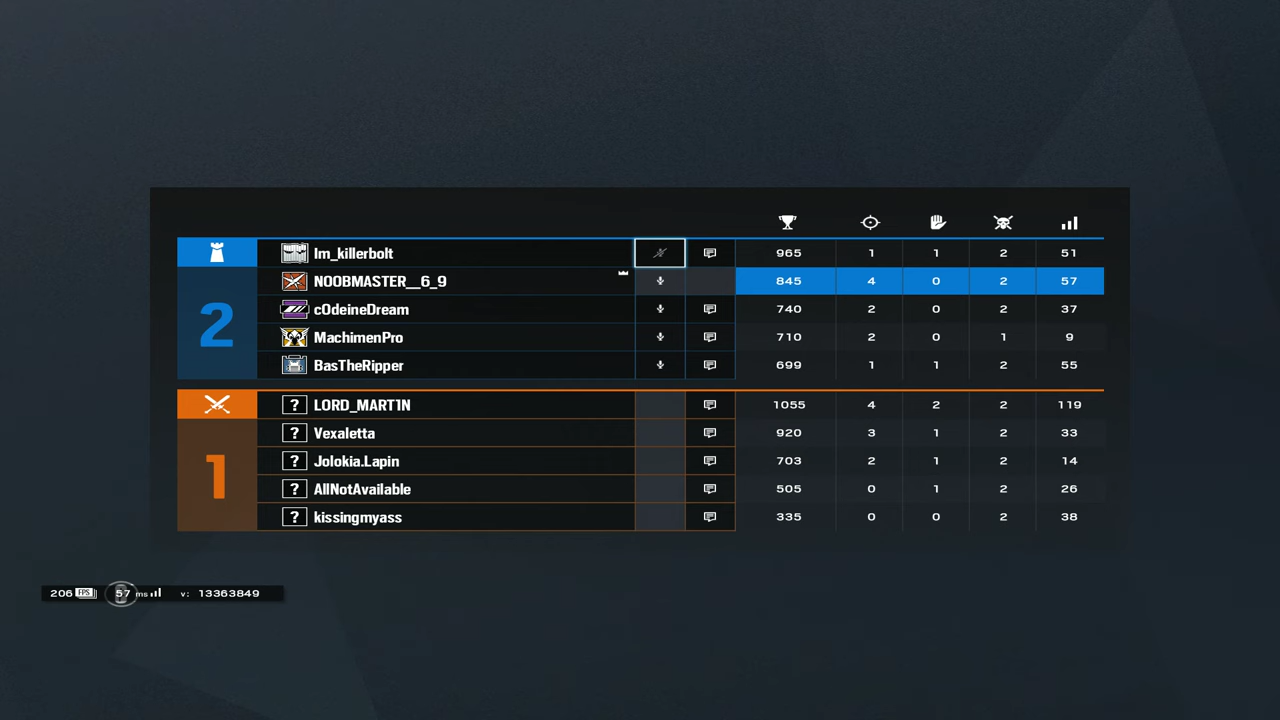 Im_killerbolt 965 1 1 2 51
NOOBMASTER__6_9 845 4 0 2 57
cOdeineDream 740 2 0 2 37
2
MachimenPro 710 2 0 1 9
BasTheRipper 699 1 1 2 55
? LORD_MART1N 1055 4 2 2 119
? Vexaletta 920 3 1 2 33
1
? Jolokia.Lapin 703 2 1 2 14
? AllNotAvailable 505 0 1 2 26
? kissingmyass 335 0 0 2 38
206 FPS 57 ms v: 13363849